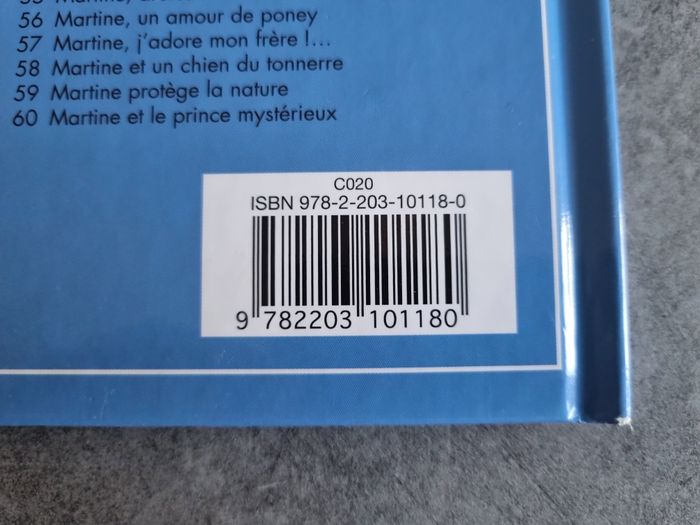 Martine,
56 Martine, un amour de poney
57 Martine, j'adore mon frère !...
58 Martine et un chien du tonnerre
59 Martine protège la nature
60 Martine et le prince mystérieux
C020
ISBN 978-2-203-10118-0
9 782203 101180